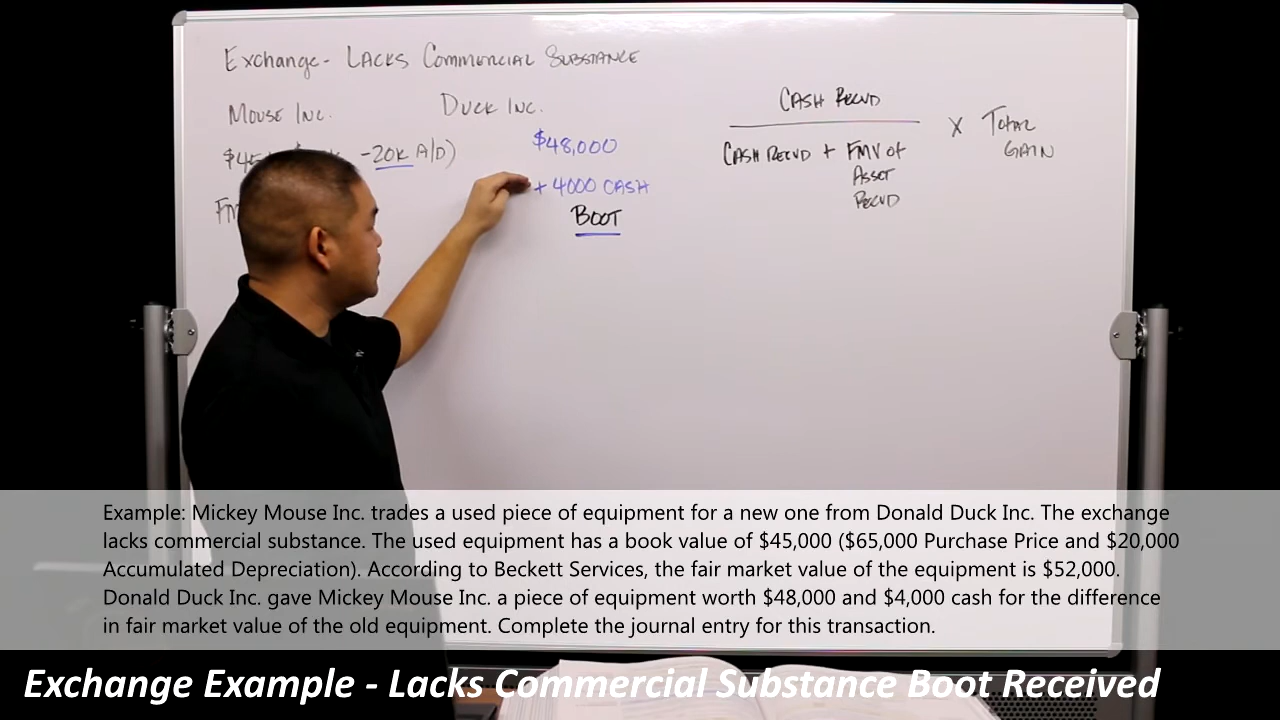 Exchange - Lacks Commercial Substance
Mouse Inc.
Duck Inc.
Cash Recvd
X Total
Gain
$45
-20k A/D)
$48,000
Cash Recvd + FMV of
Asset
Recvd
+ 4000 Cash
Boot
FM
Example: Mickey Mouse Inc. trades a used piece of equipment for a new one from Donald Duck Inc. The exchange
lacks commercial substance. The used equipment has a book value of $45,000 ($65,000 Purchase Price and $20,000
Accumulated Depreciation). According to Beckett Services, the fair market value of the equipment is $52,000.
Donald Duck Inc. gave Mickey Mouse Inc. a piece of equipment worth $48,000 and $4,000 cash for the difference
in fair market value of the old equipment. Complete the journal entry for this transaction.
Exchange Example - Lacks Commercial Substance Boot Received